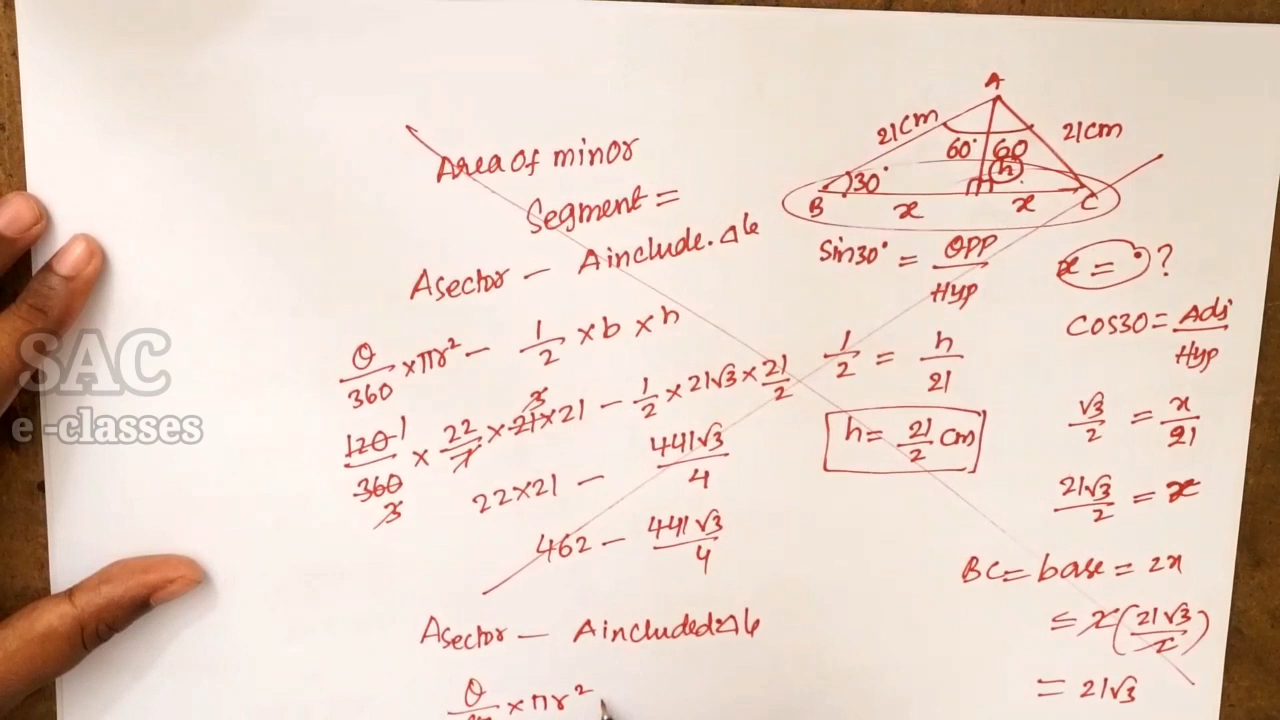 Area of minor
Segment =
Asector - Ainclude.Δle
θ/360 × πr² - 1/2 × b × h
120/360 × 22/7 × 21 × 21 - 1/2 × 21√3 × 21/2
1
3
3
22×21 - 441√3/4
462 - 441√3/4
Asector - AincludedΔle
θ/ × πr²
A
21cm
21cm
60° 60
h
30°
B
x
x
C
Sin30° = OPP/Hyp
1/2 = h/21
h = 21/2 cm
x = ?
Cos30 = Adj/Hyp
√3/2 = x/21
21√3/2 = x
BC = base = 2x
= 2(21√3/2)
= 21√3
SAC
e -classes